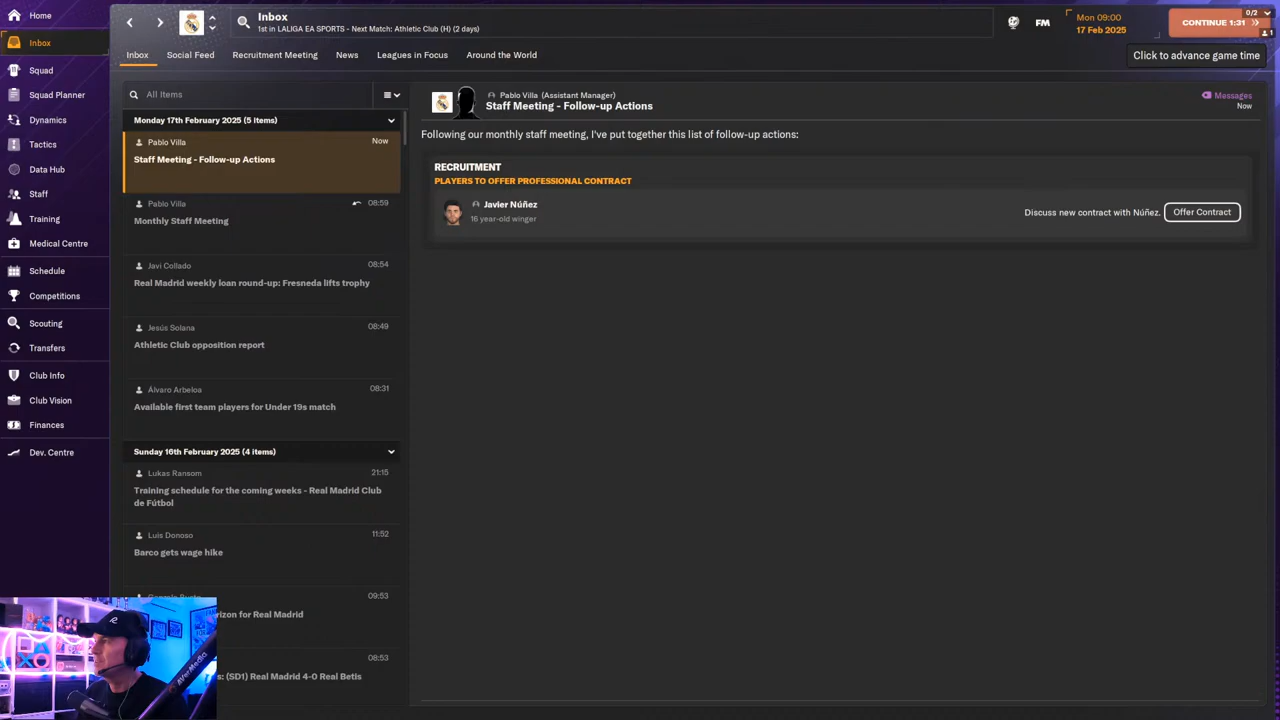 Home
Inbox
Squad
Squad Planner
Dynamics
Tactics
Data Hub
Staff
Training
Medical Centre
Schedule
Competitions
Scouting
Transfers
Club Info
Club Vision
Finances
Dev. Centre
Inbox
1st in LALIGA EA SPORTS - Next Match: Athletic Club (H) (2 days)
FM
Mon 09:00
17 Feb 2025
0/2
CONTINUE 1:31
1
Click to advance game time
Inbox
Social Feed
Recruitment Meeting
News
Leagues in Focus
Around the World
All Items
Monday 17th February 2025 (5 items)
Pablo Villa
Now
Staff Meeting - Follow-up Actions
Pablo Villa
08:59
Monthly Staff Meeting
Javi Collado
08:54
Real Madrid weekly loan round-up: Fresneda lifts trophy
Jesús Solana
08:49
Athletic Club opposition report
Álvaro Arbeloa
08:31
Available first team players for Under 19s match
Sunday 16th February 2025 (4 items)
Lukas Ransom
21:15
Training schedule for the coming weeks - Real Madrid Club
de Fútbol
Luis Donoso
11:52
Barco gets wage hike
09:53
rizon for Real Madrid
08:53
s: (SD1) Real Madrid 4-0 Real Betis
Pablo Villa (Assistant Manager)
Staff Meeting - Follow-up Actions
Messages
Now
Following our monthly staff meeting, I've put together this list of follow-up actions:
RECRUITMENT
PLAYERS TO OFFER PROFESSIONAL CONTRACT
Javier Núñez
16 year-old winger
Discuss new contract with Núñez.
Offer Contract